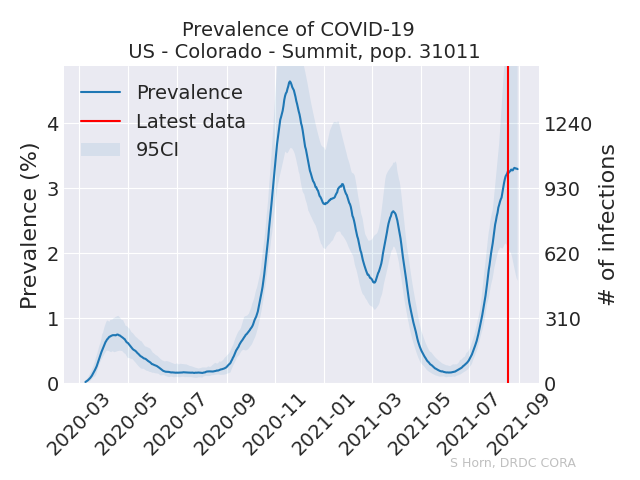 Prevalence of COVID-19
US - Colorado - Summit, pop. 31011
Prevalence
Latest data
95CI
Prevalence (%)
4
3
2
1
0
1240
930
620
310
0
# of infections
2020-03
2020-05
2020-07
2020-09
2020-11
2021-01
2021-03
2021-05
2021-07
2021-09
S Horn, DRDC CORA